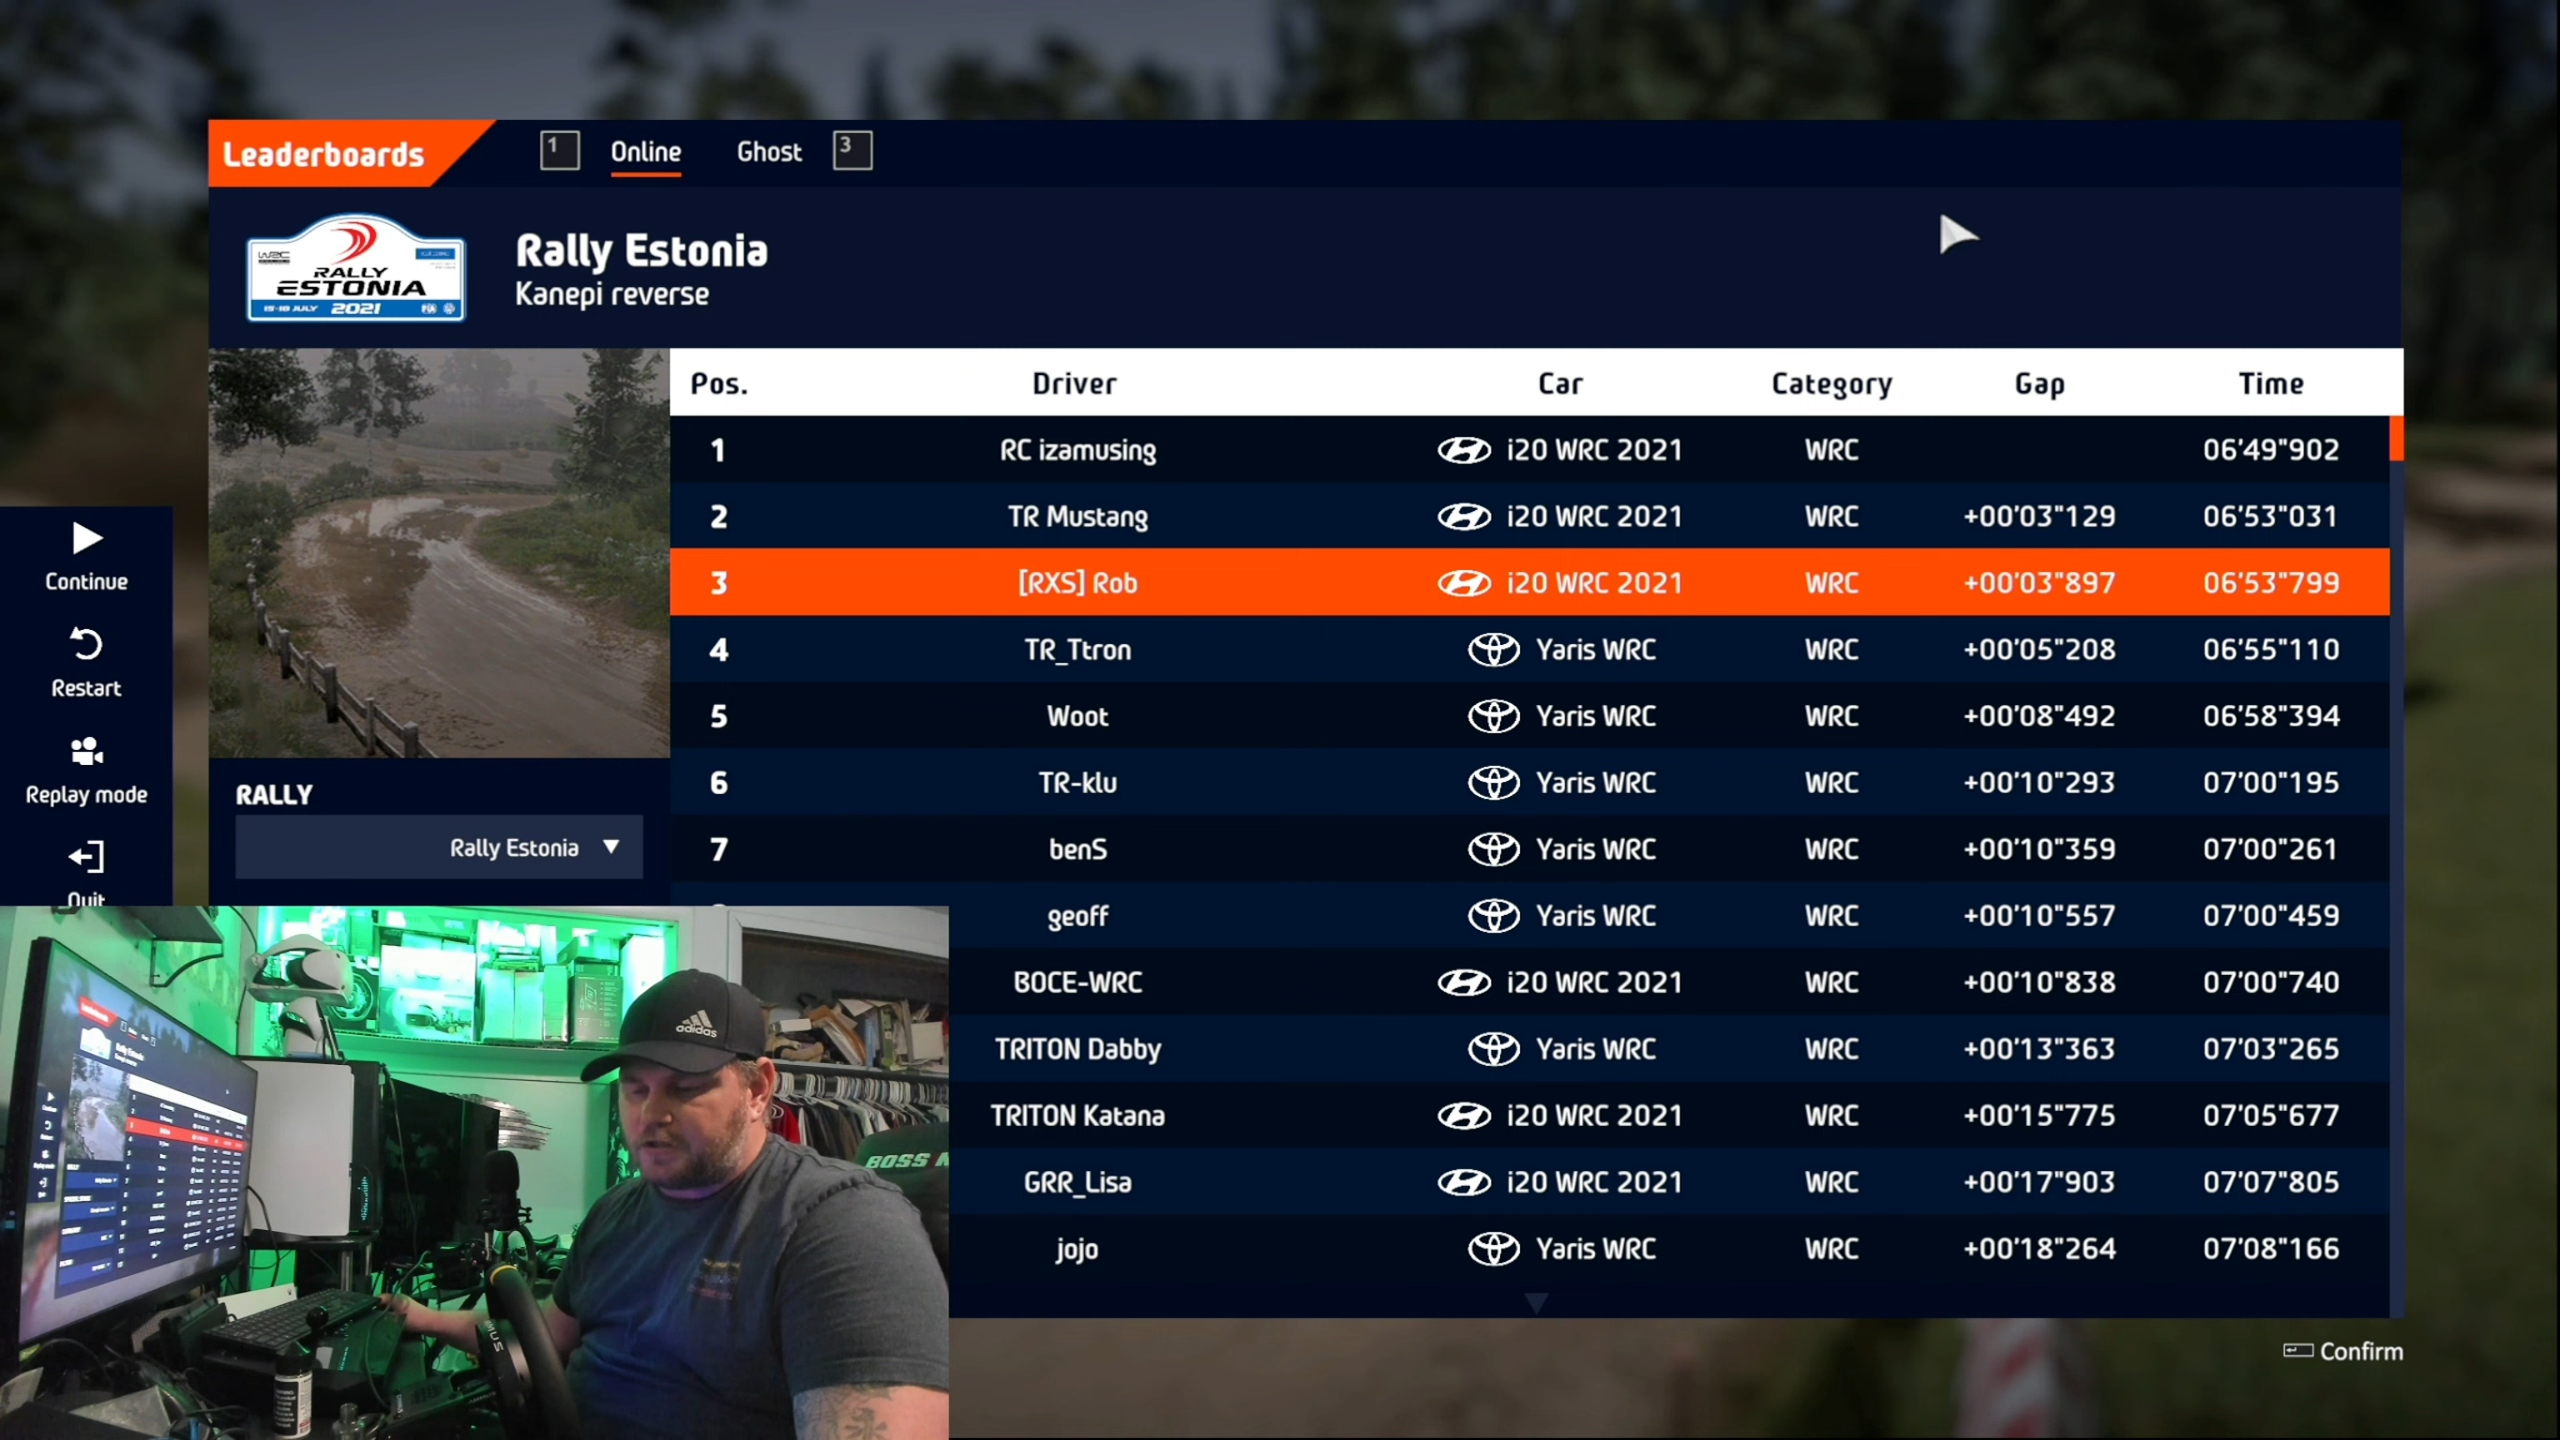 Leaderboards
1 Online Ghost 3
WRC
RALLY
ESTONIA
15-18 JULY 2021 FIA
Rally Estonia
Kanepi reverse
Pos. Driver Car Category Gap Time
1 RC izamusing i20 WRC 2021 WRC 06'49"902
2 TR Mustang i20 WRC 2021 WRC +00'03"129 06'53"031
3 [RXS] Rob i20 WRC 2021 WRC +00'03"897 06'53"799
4 TR_Ttron Yaris WRC WRC +00'05"208 06'55"110
5 Woot Yaris WRC WRC +00'08"492 06'58"394
6 TR-klu Yaris WRC WRC +00'10"293 07'00"195
7 benS Yaris WRC WRC +00'10"359 07'00"261
geoff Yaris WRC WRC +00'10"557 07'00"459
BOCE-WRC i20 WRC 2021 WRC +00'10"838 07'00"740
TRITON Dabby Yaris WRC WRC +00'13"363 07'03"265
TRITON Katana i20 WRC 2021 WRC +00'15"775 07'05"677
GRR_Lisa i20 WRC 2021 WRC +00'17"903 07'07"805
jojo Yaris WRC WRC +00'18"264 07'08"166
Continue
Restart
Replay mode
Quit
RALLY
Rally Estonia
adidas
BOSS
Confirm